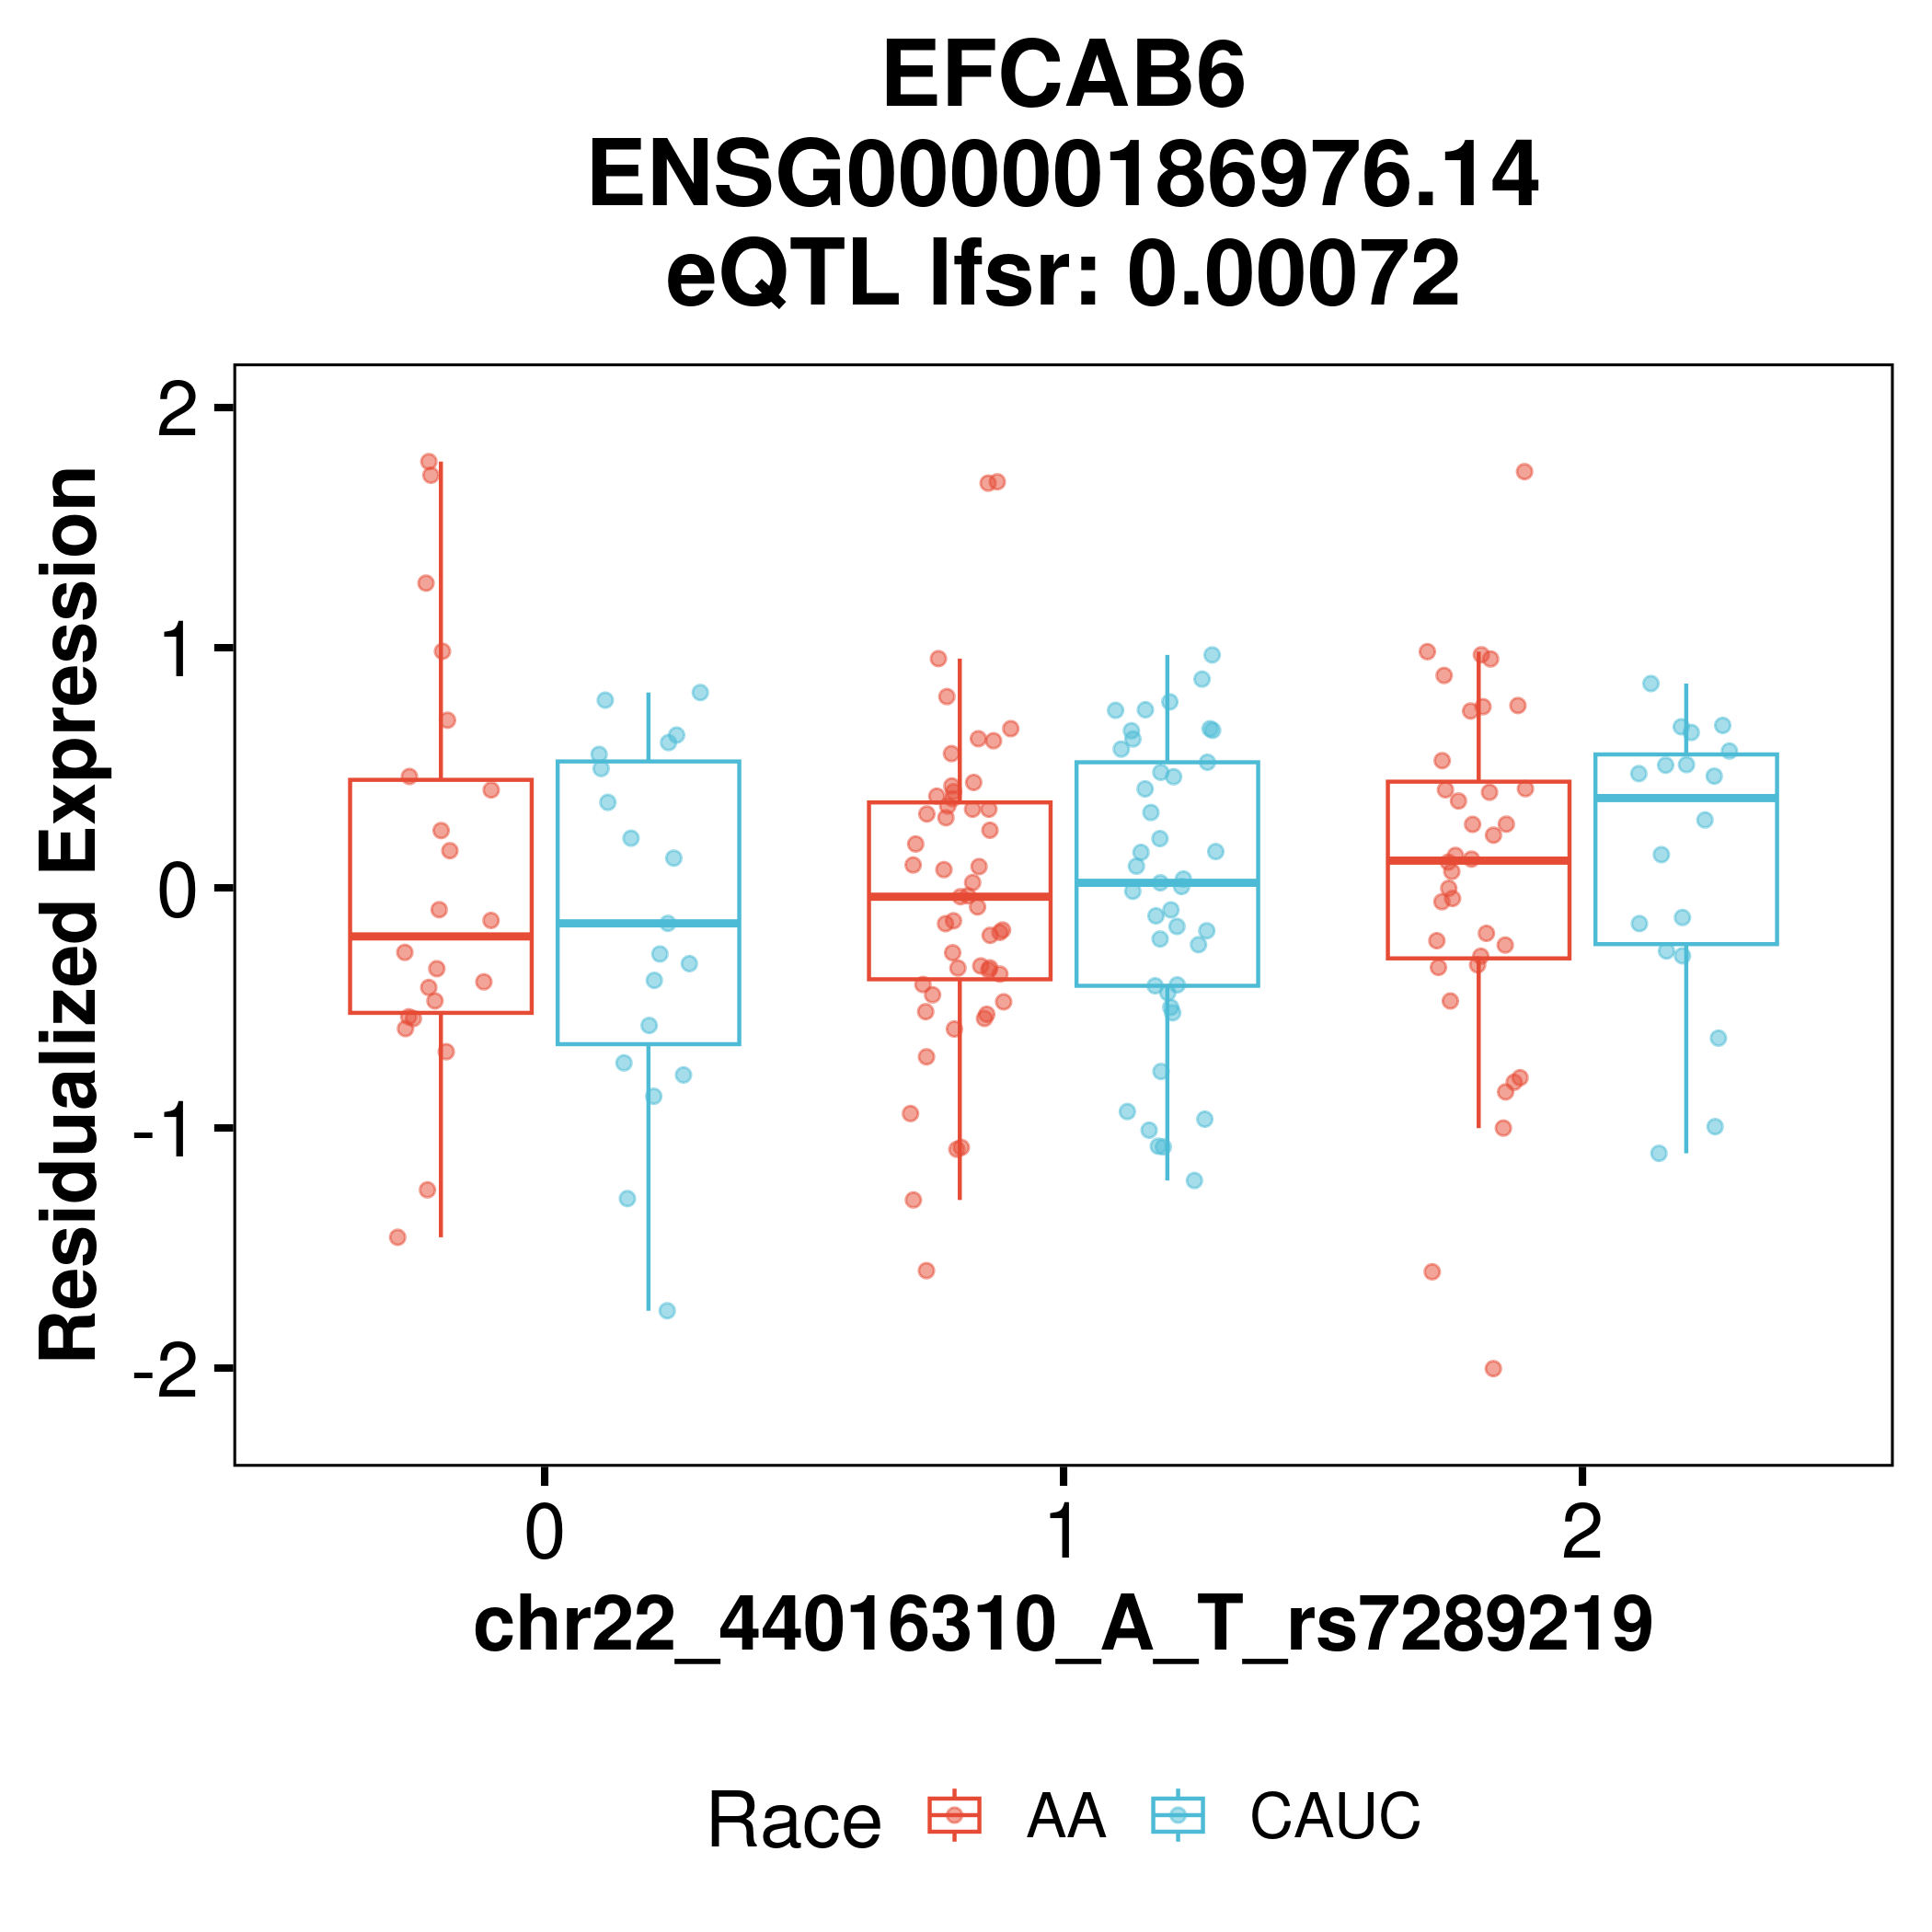 EFCAB6
ENSG00000186976.14
eQTL lfsr: 0.00072
Residualized Expression
2
1
0
-1
-2
0 1 2
chr22_44016310_A_T_rs7289219
Race AA CAUC